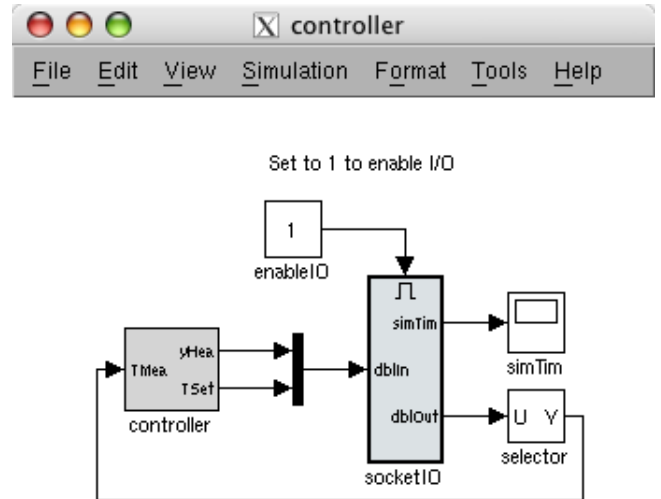 controller
File Edit View Simulation Format Tools Help
Set to 1 to enable I/O
1
enableIO
simTim
dblIn
dblOut
socketIO
yHea
TMea
TSet
controller
simTim
U Y
selector